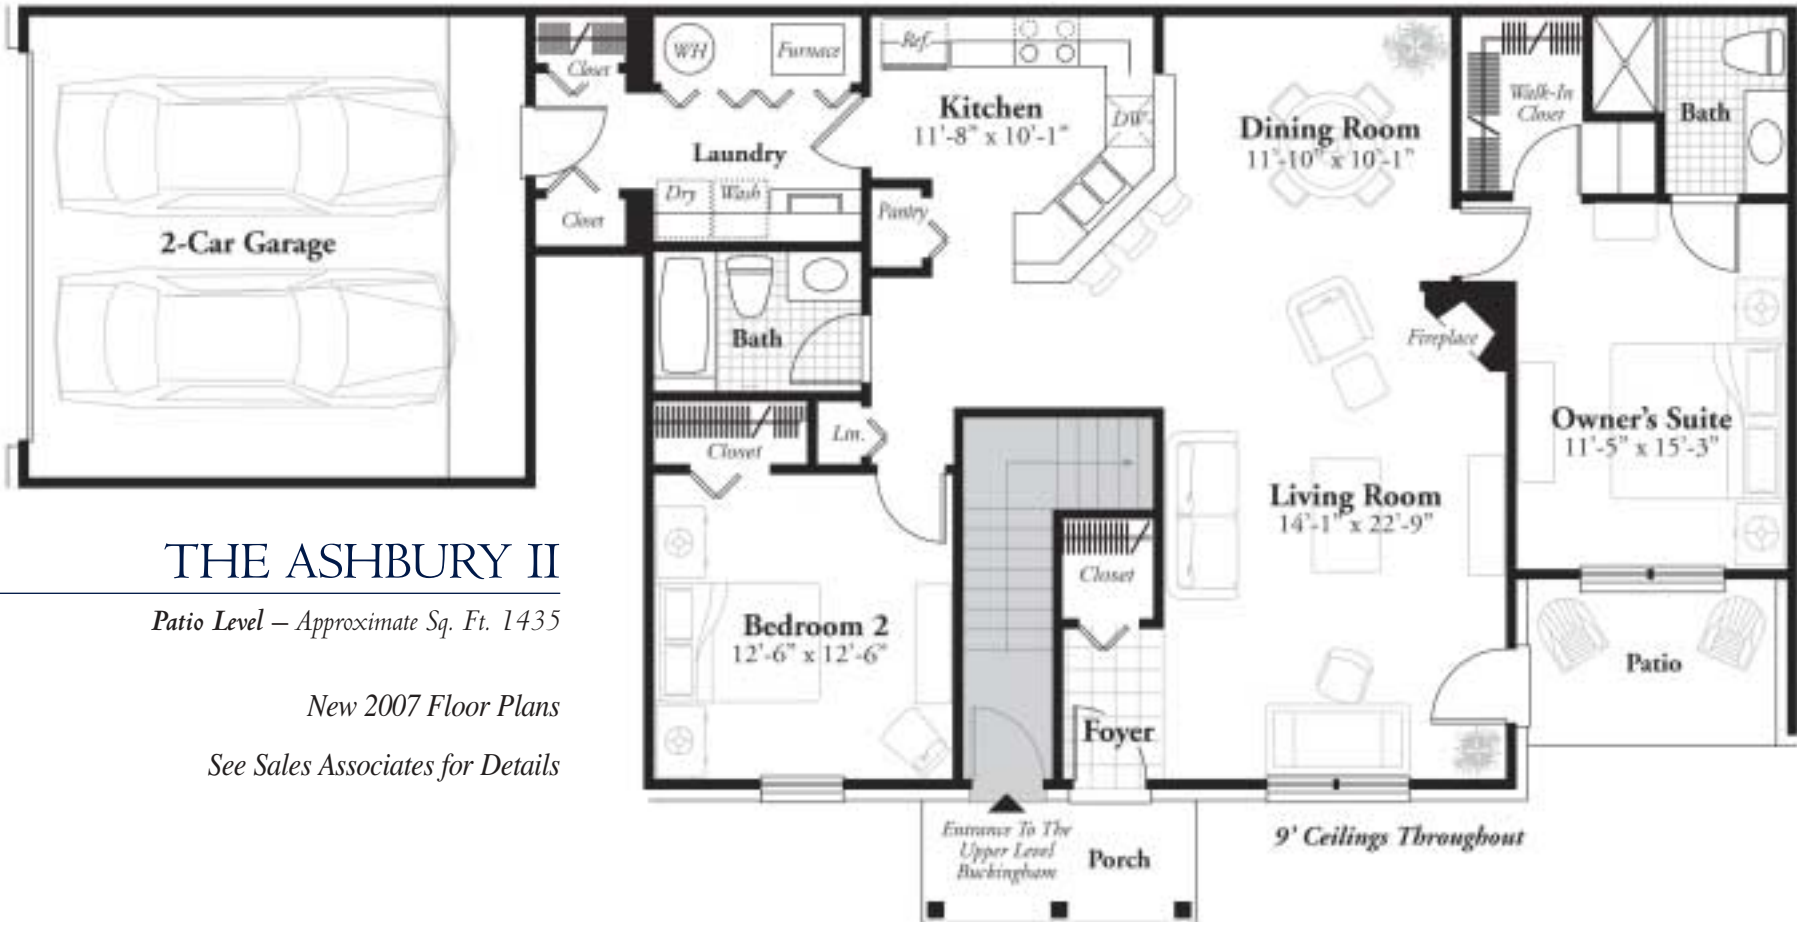 Closet
WH
Furnace
Ref.
Kitchen
11'-8" x 10'-1"
DW
Dining Room
11'-10" x 10'-1"
Walk-In
Closet
Bath
Laundry
Dry
Wash
Closet
Pantry
2-Car Garage
Bath
Fireplace
Closet
Lin.
Owner's Suite
11'-5" x 15'-3"
Living Room
14'-1" x 22'-9"
Closet
THE ASHBURY II
Patio Level – Approximate Sq. Ft. 1435
New 2007 Floor Plans
See Sales Associates for Details
Bedroom 2
12'-6" x 12'-6"
Foyer
Patio
Entrance To The
Upper Level
Buckingham
Porch
9' Ceilings Throughout